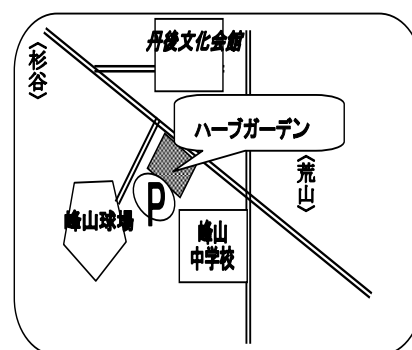 丹後文化会館
〈杉谷〉
ハーブガーデン
〈荒山〉
P
峰山球場
峰山
中学校